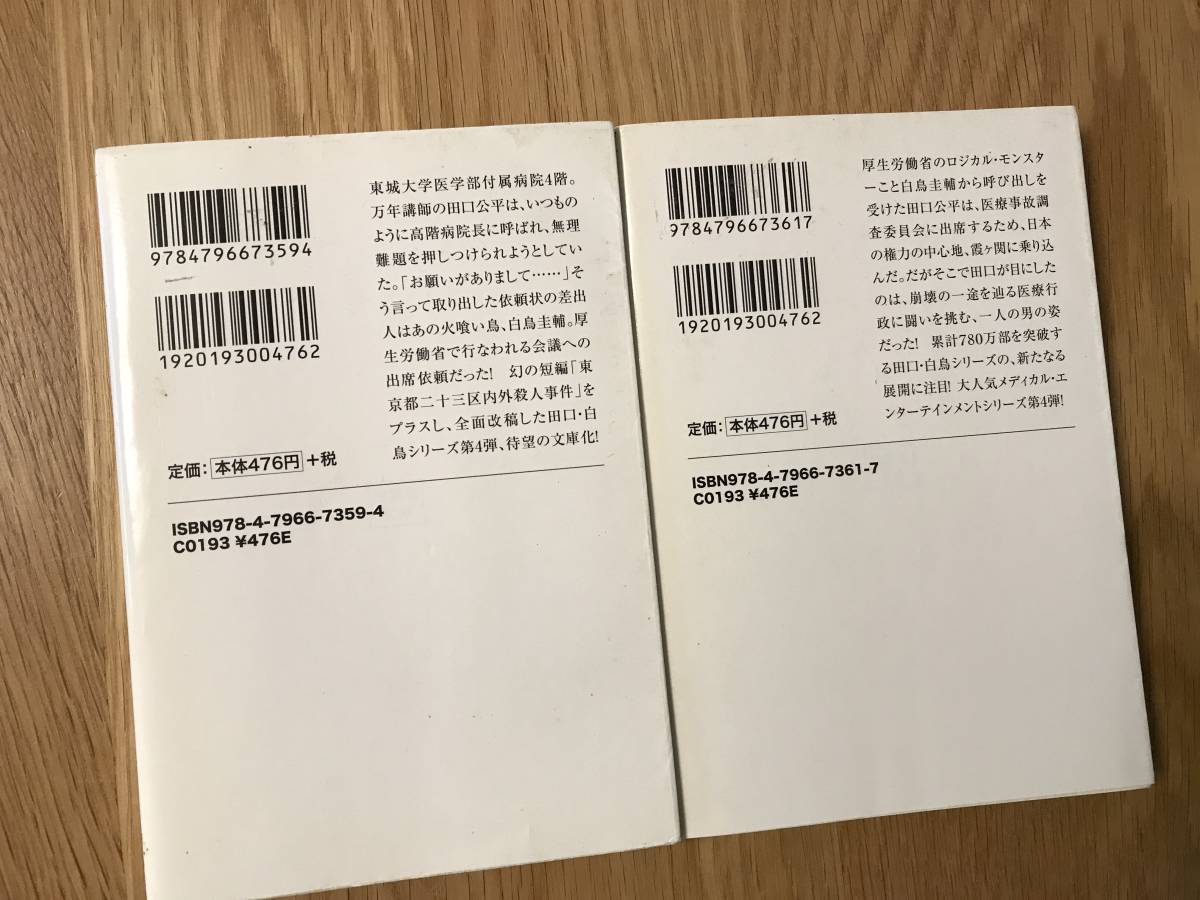 9784796673594
1920193004762
東城大学医学部付属病院4階。
万年講師の田口公平は、いつもの
ように高階病院長に呼ばれ、無理
難題を押しつけられようとしてい
た。「お願いがありまして……」そ
う言って取り出した依頼状の差出
人はあの火喰い鳥、白鳥圭輔。厚
生労働省で行なわれる会議への
出席依頼だった! 幻の短編「東
京都二十三区内外殺人事件」を
プラスし、全面改稿した田口・白
鳥シリーズ第4弾、待望の文庫化!
定価:本体476円+税
ISBN978-4-7966-7359-4
C0193 ¥476E
9784796673617
1920193004762
厚生労働省のロジカル・モンスタ
ーこと白鳥圭輔から呼び出しを
受けた田口公平は、医療事故調
査委員会に出席するため、日本
の権力の中心地、霞ヶ関に乗り込
んだ。だがそこで田口が目にした
のは、崩壊の一途を辿る医療行
政に闘いを挑む、一人の男の姿
だった! 累計780万部を突破す
る田口・白鳥シリーズの、新たなる
展開に注目! 大人気メディカル・エ
ンターテインメントシリーズ第4弾!
定価:本体476円+税
ISBN978-4-7966-7361-7
C0193 ¥476E